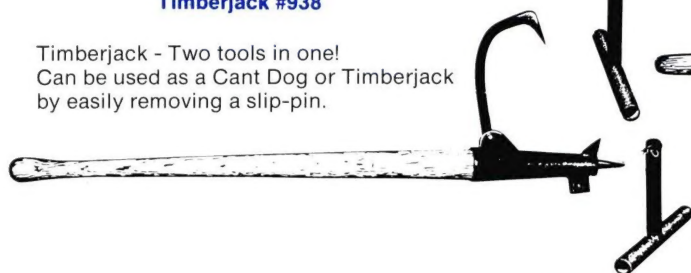 Timberjack #938
Timberjack - Two tools in one!
Can be used as a Cant Dog or Timberjack
by easily removing a slip-pin.